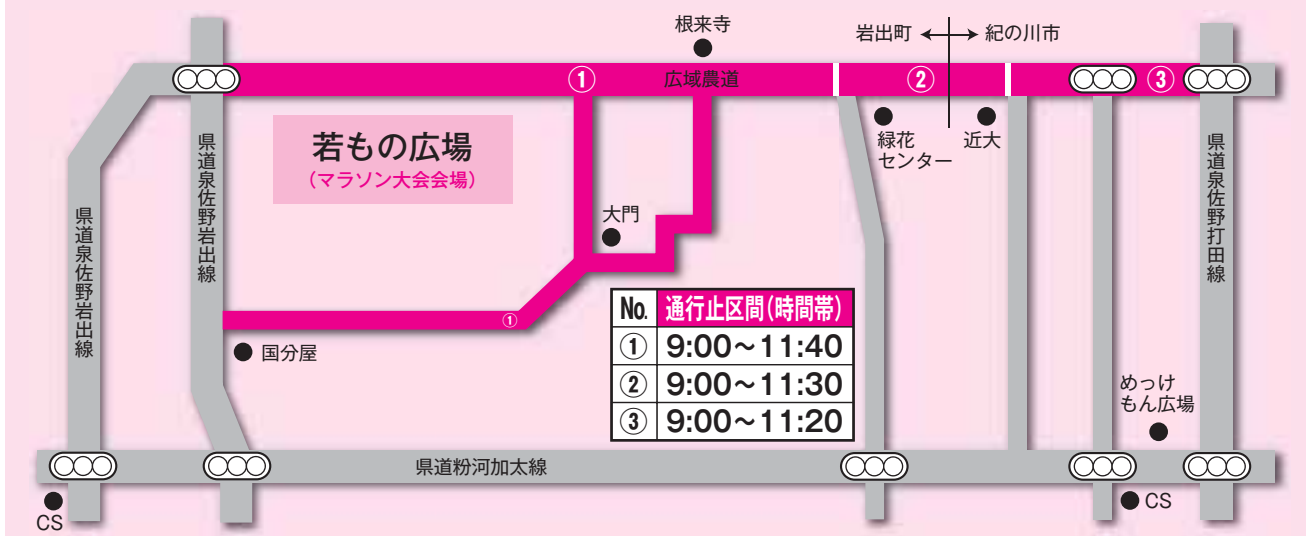 根来寺
岩出町
紀の川市
①
広域農道
②
③
緑花
センター
近大
若もの広場
(マラソン大会会場)
県道泉佐野岩出線
県道泉佐野岩出線
県道泉佐野打田線
大門
①
国分屋
No. 通行止区間(時間帯)
① 9:00～11:40
② 9:00～11:30
③ 9:00～11:20
めっけ
もん広場
県道粉河加太線
CS
CS